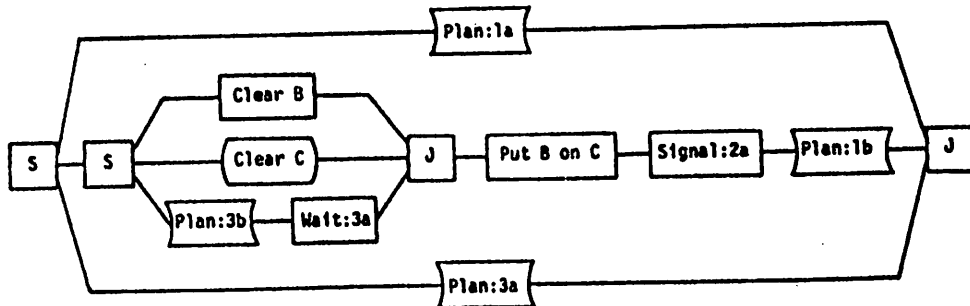 Plan:1a
Clear B
S
S
Clear C
J
Put B on C
Signal:2a
Plan:1b
J
Plan:3b
Wait:3a
Plan:3a